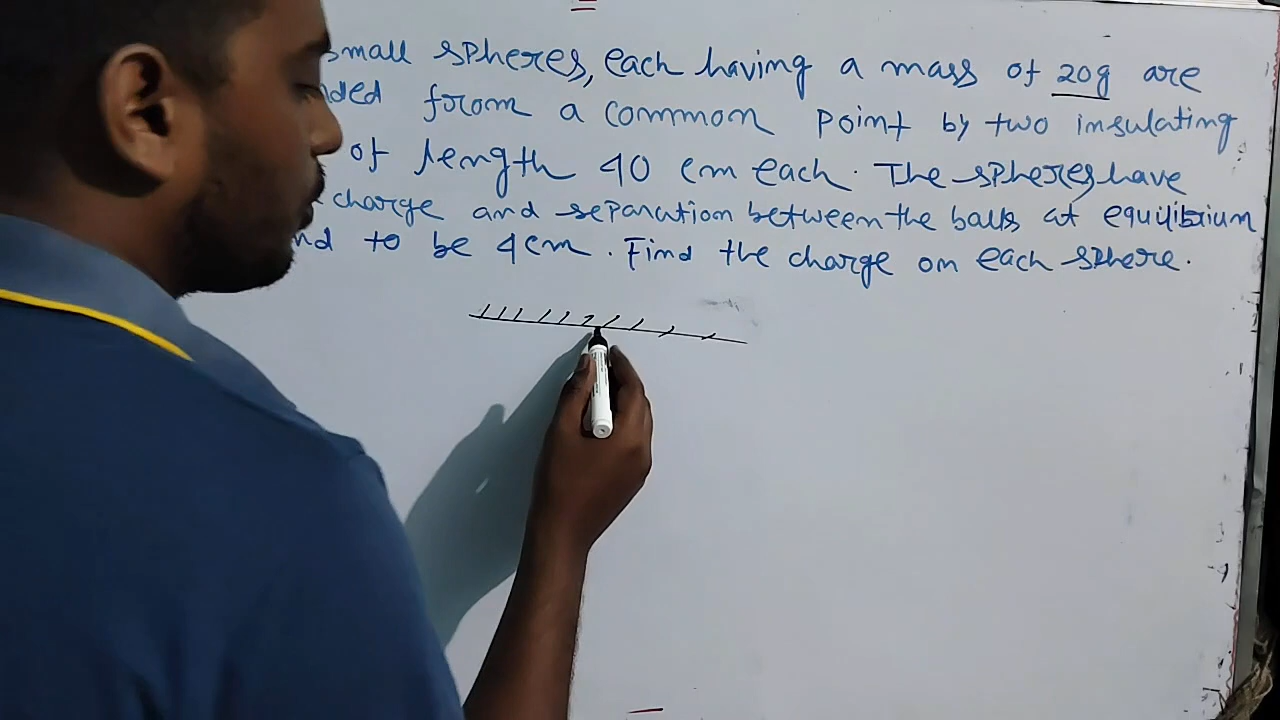 small spheres, each having a mass of 20g are
ded from a common point by two insulating
of length 40 cm each. The spheres have
charge and separation between the balls at equilibrium
nd to be 4cm. Find the charge on each sphere.